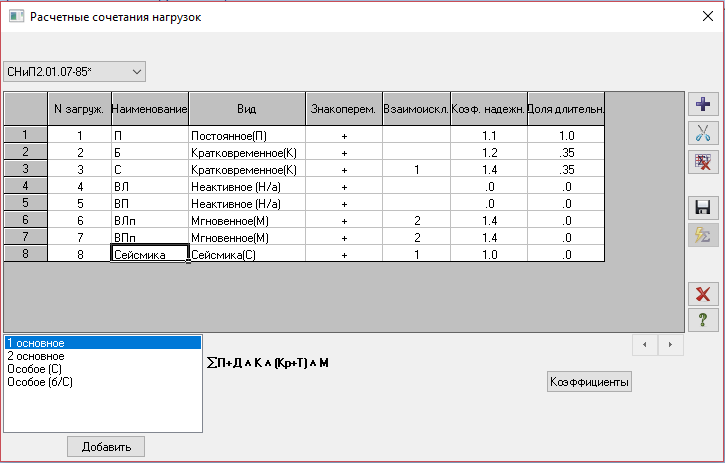 Расчетные сочетания нагрузок
СНиП2.01.07-85*
N загруж. Наименование Вид Знакоперем. Взаимоискл. Коэф. надежн. Доля длительн.
1 1 П Постоянное(П) + 1.1 1.0
2 2 Б Кратковременное(К) + 1.2 .35
3 3 С Кратковременное(К) + 1 1.4 .35
4 4 ВЛ Неактивное (Н/а) + .0 .0
5 5 ВП Неактивное (Н/а) + .0 .0
6 6 ВЛп Мгновенное(М) + 2 1.4 .0
7 7 ВПп Мгновенное(М) + 2 1.4 .0
8 8 Сейсмика Сейсмика(С) + 1 1.0 .0
1 основное
2 основное
Особое (С)
Особое (б/С)
∑П+Д ∧ К ∧ (Кр+Т) ∧ М
Коэффициенты
Добавить